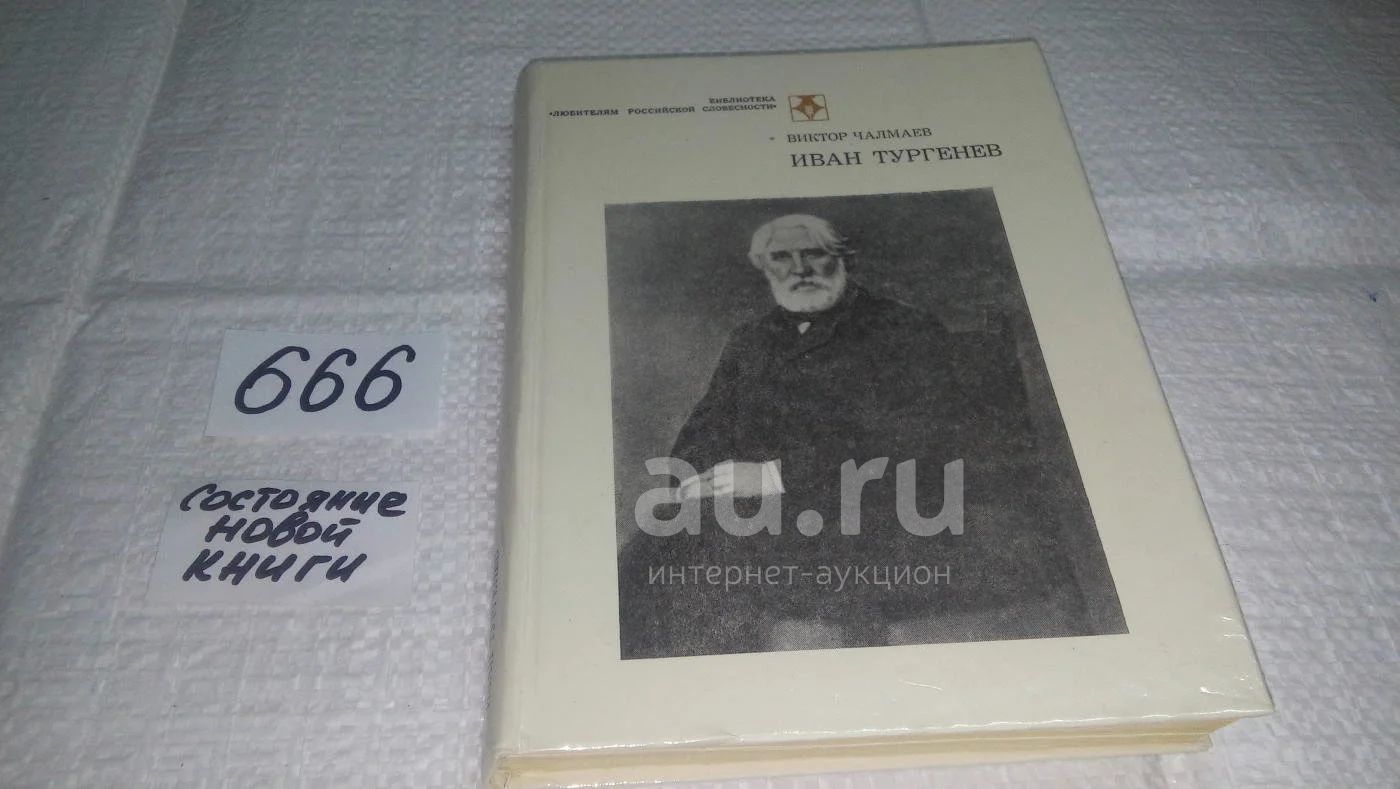 БИБЛИОТЕКА
«ЛЮБИТЕЛЯМ РОССИЙСКОЙ СЛОВЕСНОСТИ»
ВИКТОР ЧАЛМАЕВ
ИВАН ТУРГЕНЕВ
666
СОСТОЯНИЕ
НОВОЙ
КНИГИ
au.ru
интернет-аукцион